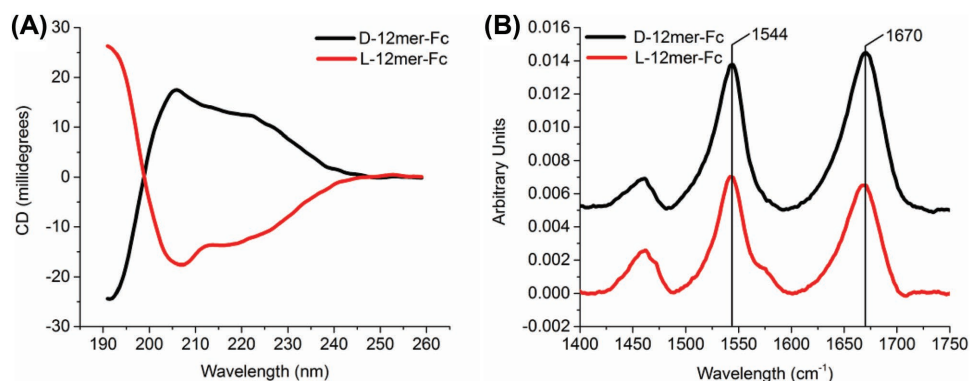 (A)
30
20
10
0
-10
-20
-30
CD (millidegrees)
D-12mer-Fc
L-12mer-Fc
190 200 210 220 230 240 250 260
Wavelength (nm)
(B)
0.016
0.014
0.012
0.010
0.008
0.006
0.004
0.002
0.000
-0.002
Arbitrary Units
D-12mer-Fc
L-12mer-Fc
1544
1670
1400 1450 1500 1550 1600 1650 1700 1750
Wavelength (cm⁻¹)